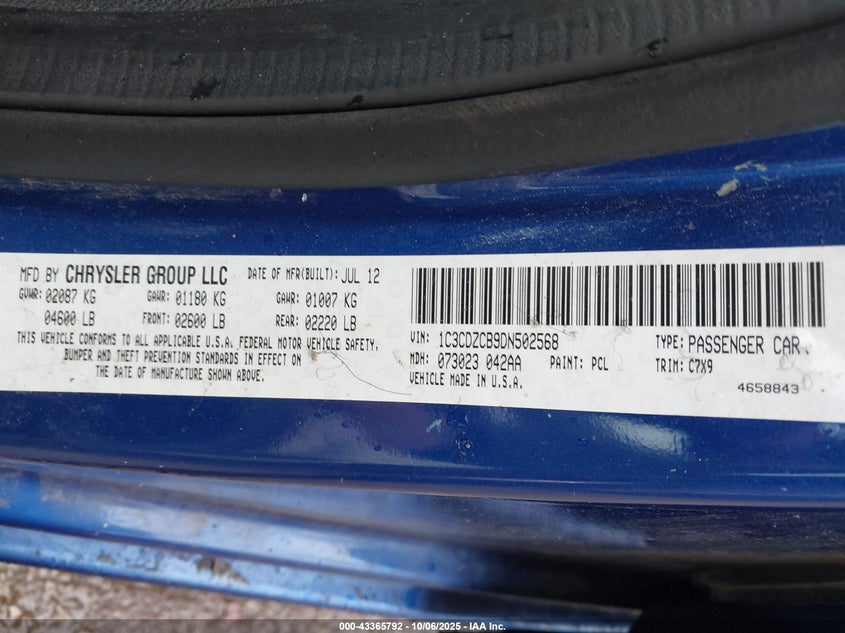 MFD BY CHRYSLER GROUP LLC DATE OF MFR(BUILT): JUL 12
GVWR: 02087 KG GAWR: 01180 KG GAWR: 01007 KG
04600 LB FRONT: 02600 LB REAR: 02220 LB
THIS VEHICLE CONFORMS TO ALL APPLICABLE U.S.A. FEDERAL MOTOR VEHICLE SAFETY,
BUMPER AND THEFT PREVENTION STANDARDS IN EFFECT ON
THE DATE OF MANUFACTURE SHOWN ABOVE.
VIN: 1C3CDZCB9DN502568 TYPE: PASSENGER CAR
MDH: 073023 042AA PAINT: PCL TRIM: C7X9
VEHICLE MADE IN U.S.A.
4658843
000-43365792 | 10/06/2025 | IAA Inc.